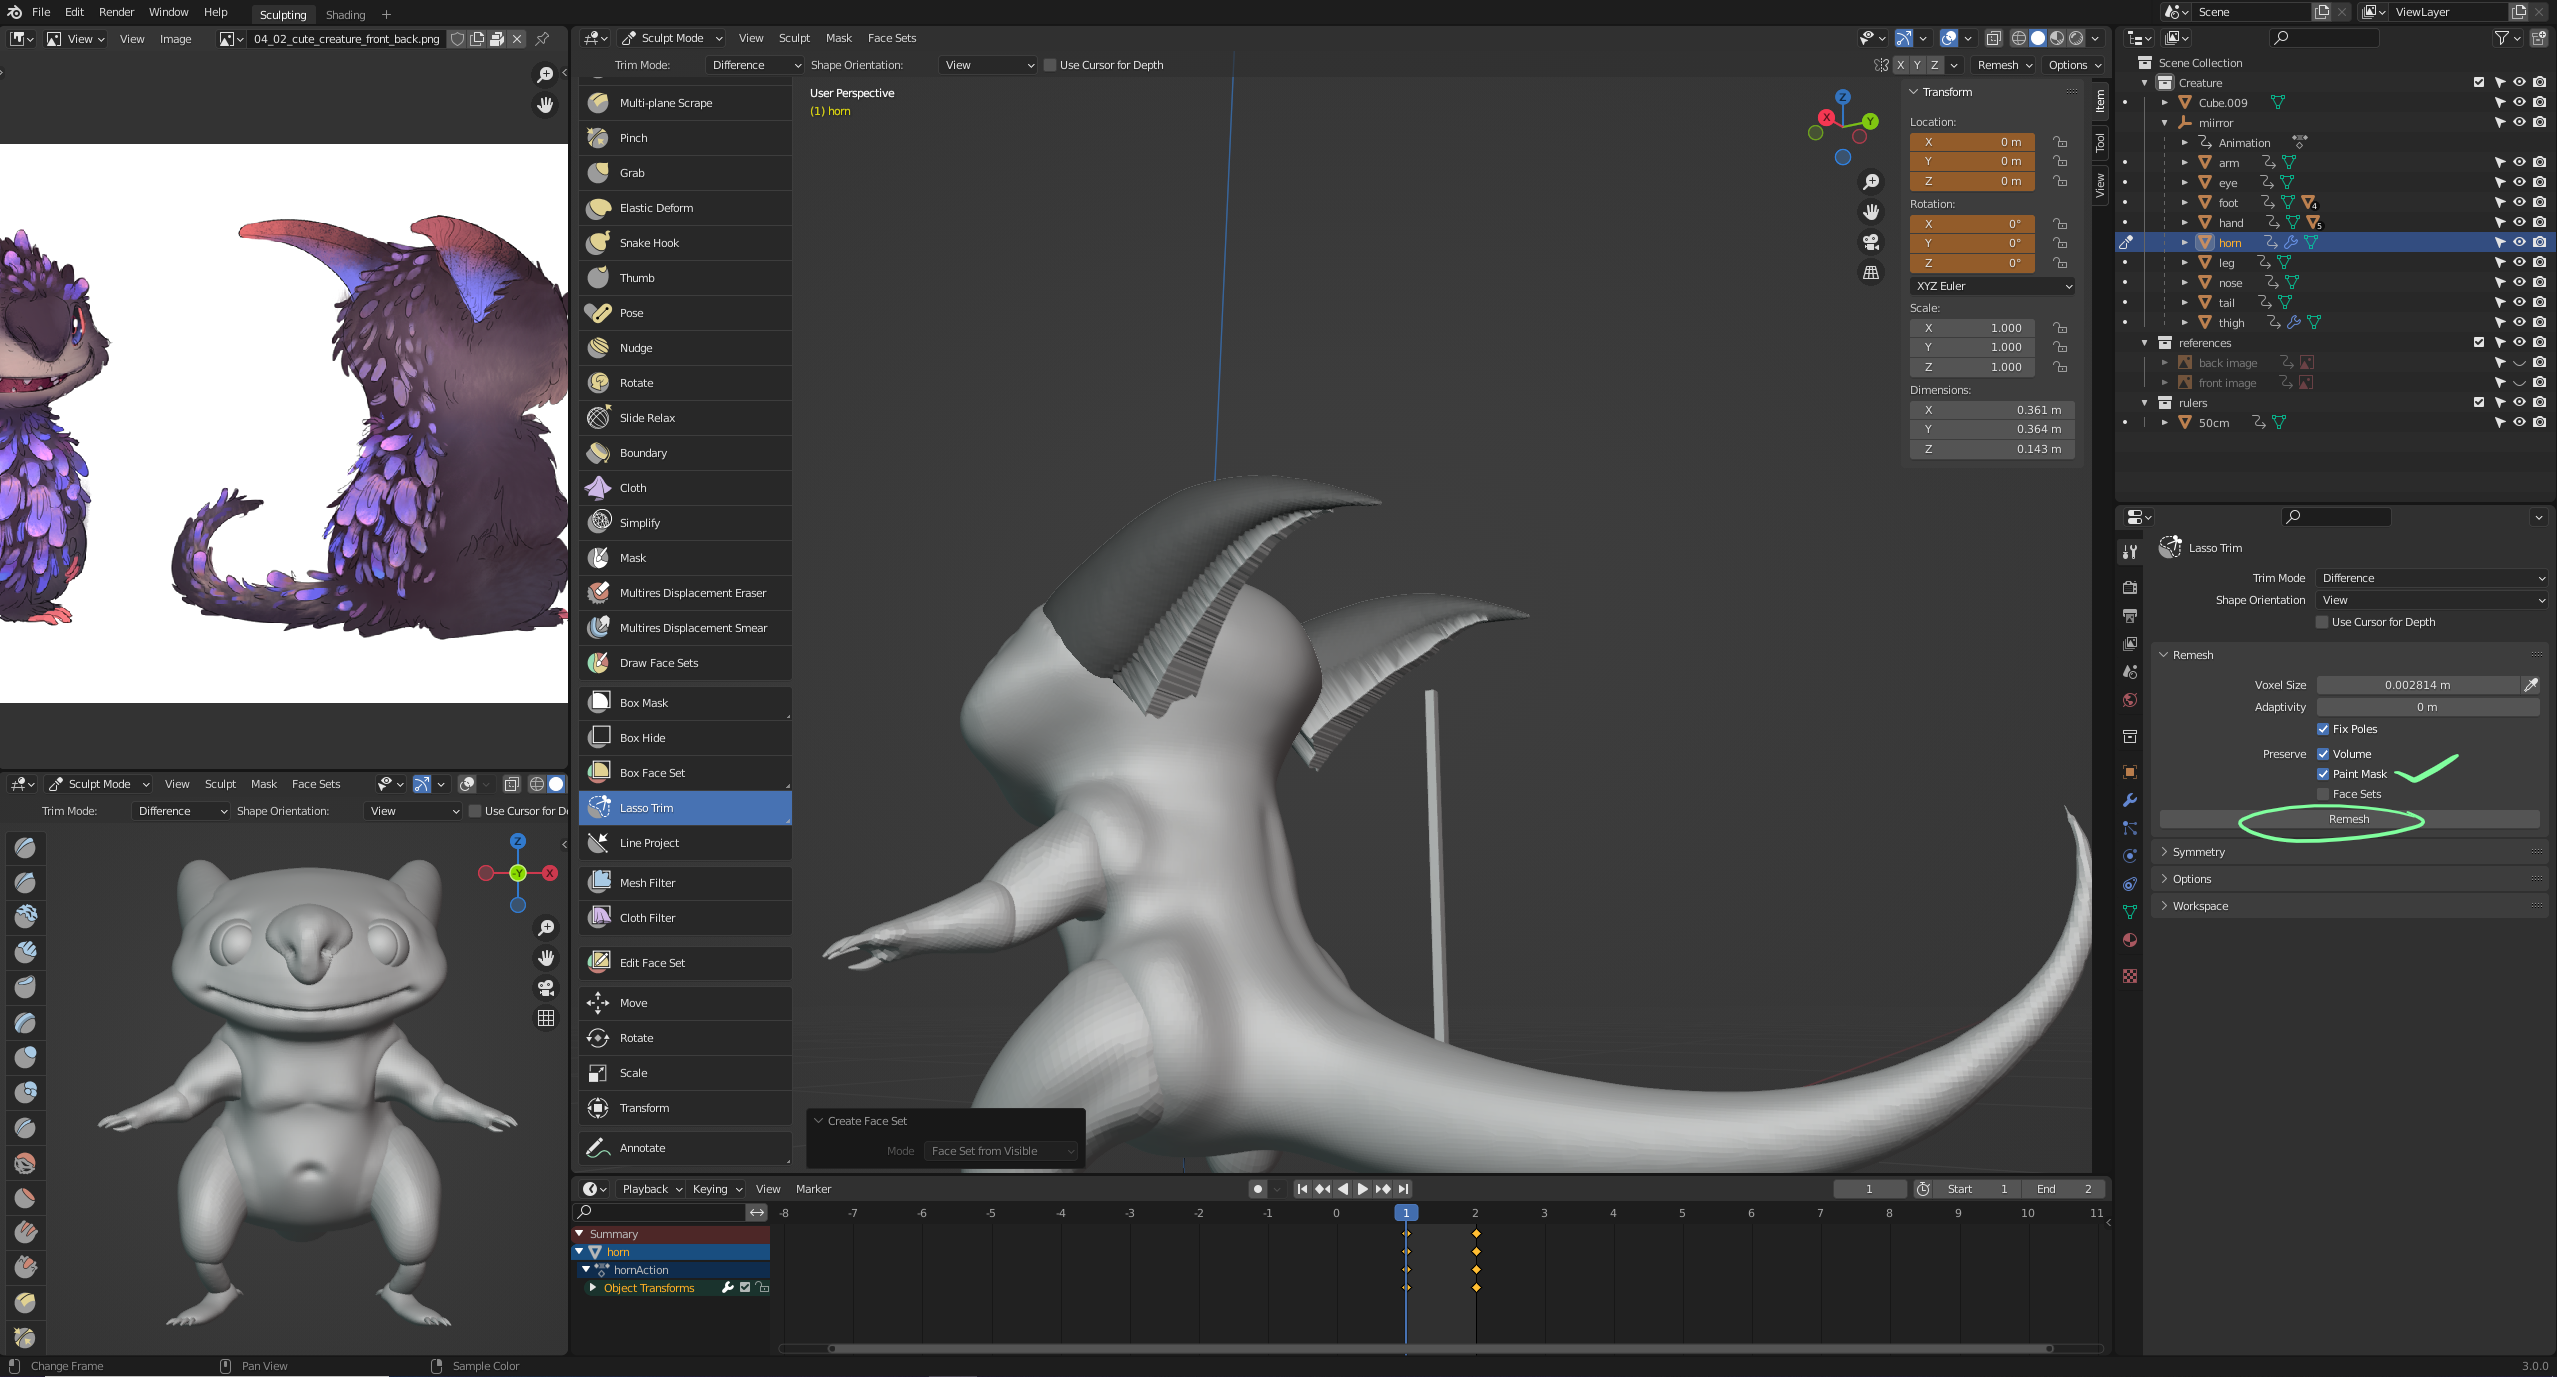 File Edit Render Window Help Sculpting Shading + Scene ViewLayer
View View Image 04_02_cute_creature_front_back.png
Sculpt Mode View Sculpt Mask Face Sets
Trim Mode: Difference Shape Orientation: View Use Cursor for Depth X Y Z Remesh Options
Multi-plane Scrape
Pinch
Grab
Elastic Deform
Snake Hook
Thumb
Pose
Nudge
Rotate
Slide Relax
Boundary
Cloth
Simplify
Mask
Multires Displacement Eraser
Multires Displacement Smear
Draw Face Sets
Box Mask
Box Hide
Box Face Set
Lasso Trim
Line Project
Mesh Filter
Cloth Filter
Edit Face Set
Move
Rotate
Scale
Transform
Annotate
User Perspective
(1) horn
Z
X
Y
Transform
Location:
X 0 m
Y 0 m
Z 0 m
Rotation:
X 0°
Y 0°
Z 0°
XYZ Euler
Scale:
X 1.000
Y 1.000
Z 1.000
Dimensions:
X 0.361 m
Y 0.364 m
Z 0.143 m
Item
Tool
View
Create Face Set
Mode Face Set from Visible
Scene Collection
Creature
Cube.009
miirror
Animation
arm
eye
foot 4
hand 5
horn
leg
nose
tail
thigh
references
back image
front image
rulers
50cm
Lasso Trim
Trim Mode Difference
Shape Orientation View
Use Cursor for Depth
Remesh
Voxel Size 0.002814 m
Adaptivity 0 m
Fix Poles
Preserve Volume
Paint Mask
Face Sets
Remesh
Symmetry
Options
Workspace
Sculpt Mode View Sculpt Mask Face Sets
Trim Mode: Difference Shape Orientation: View Use Cursor for D
Z
-Y
X
Playback Keying View Marker 1 Start 1 End 2
-8 -7 -6 -5 -4 -3 -2 -1 0 1 2 3 4 5 6 7 8 9 10 11
Summary
horn
hornAction
Object Transforms
Change Frame Pan View Sample Color 3.0.0